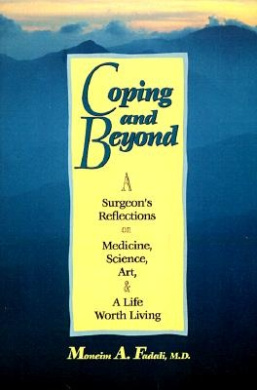 Coping
and
Beyond
A
Surgeon's
Reflections
on
Medicine,
Science,
Art,
&
A Life
Worth Living
Moneim A. Fadali, M.D.